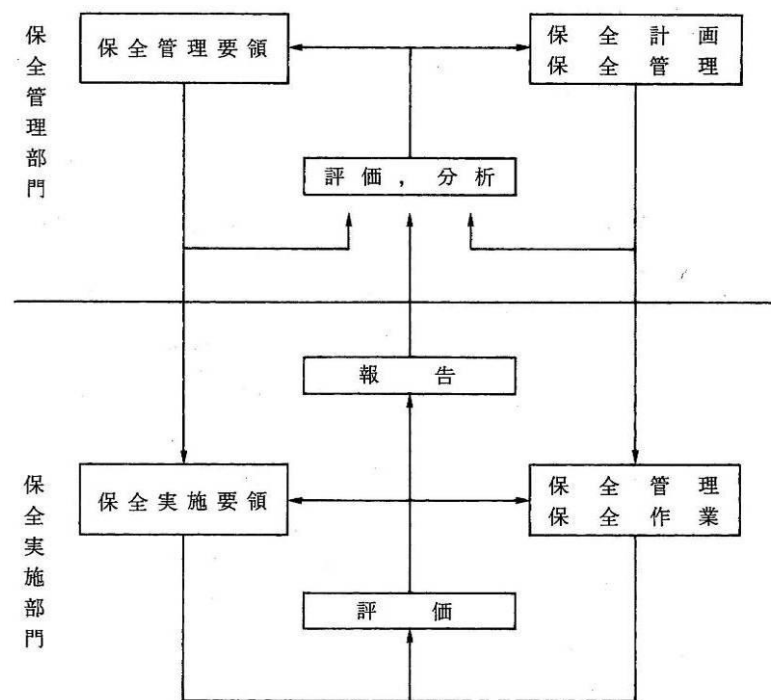 保全管理部門
保全管理要領
保全計画
保全管理
評価，分析
報告
保全実施部門
保全実施要領
保全管理
保全作業
評価